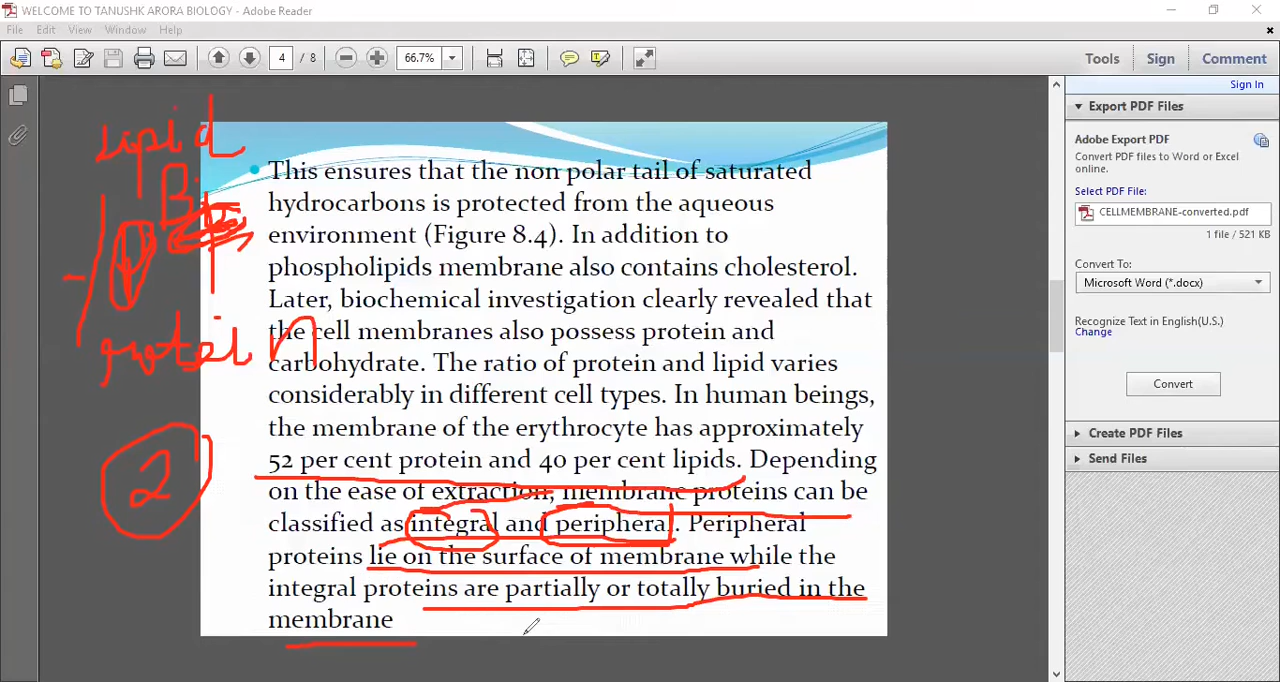 WELCOME TO TANUSHK ARORA BIOLOGY - Adobe Reader
File Edit View Window Help
4 / 8 66.7% Tools Sign Comment
Sign In
Export PDF Files
Adobe Export PDF
Convert PDF files to Word or Excel
online.
Select PDF File:
CELLMEMBRANE-converted.pdf
1 file / 521 KB
Convert To:
Microsoft Word (*.docx)
Recognize Text in English(U.S.)
Change
Convert
Create PDF Files
Send Files
Lipid
Bi
protein
2
• This ensures that the non polar tail of saturated
hydrocarbons is protected from the aqueous
environment (Figure 8.4). In addition to
phospholipids membrane also contains cholesterol.
Later, biochemical investigation clearly revealed that
the cell membranes also possess protein and
carbohydrate. The ratio of protein and lipid varies
considerably in different cell types. In human beings,
the membrane of the erythrocyte has approximately
52 per cent protein and 40 per cent lipids. Depending
on the ease of extraction, membrane proteins can be
classified as integral and peripheral. Peripheral
proteins lie on the surface of membrane while the
integral proteins are partially or totally buried in the
membrane